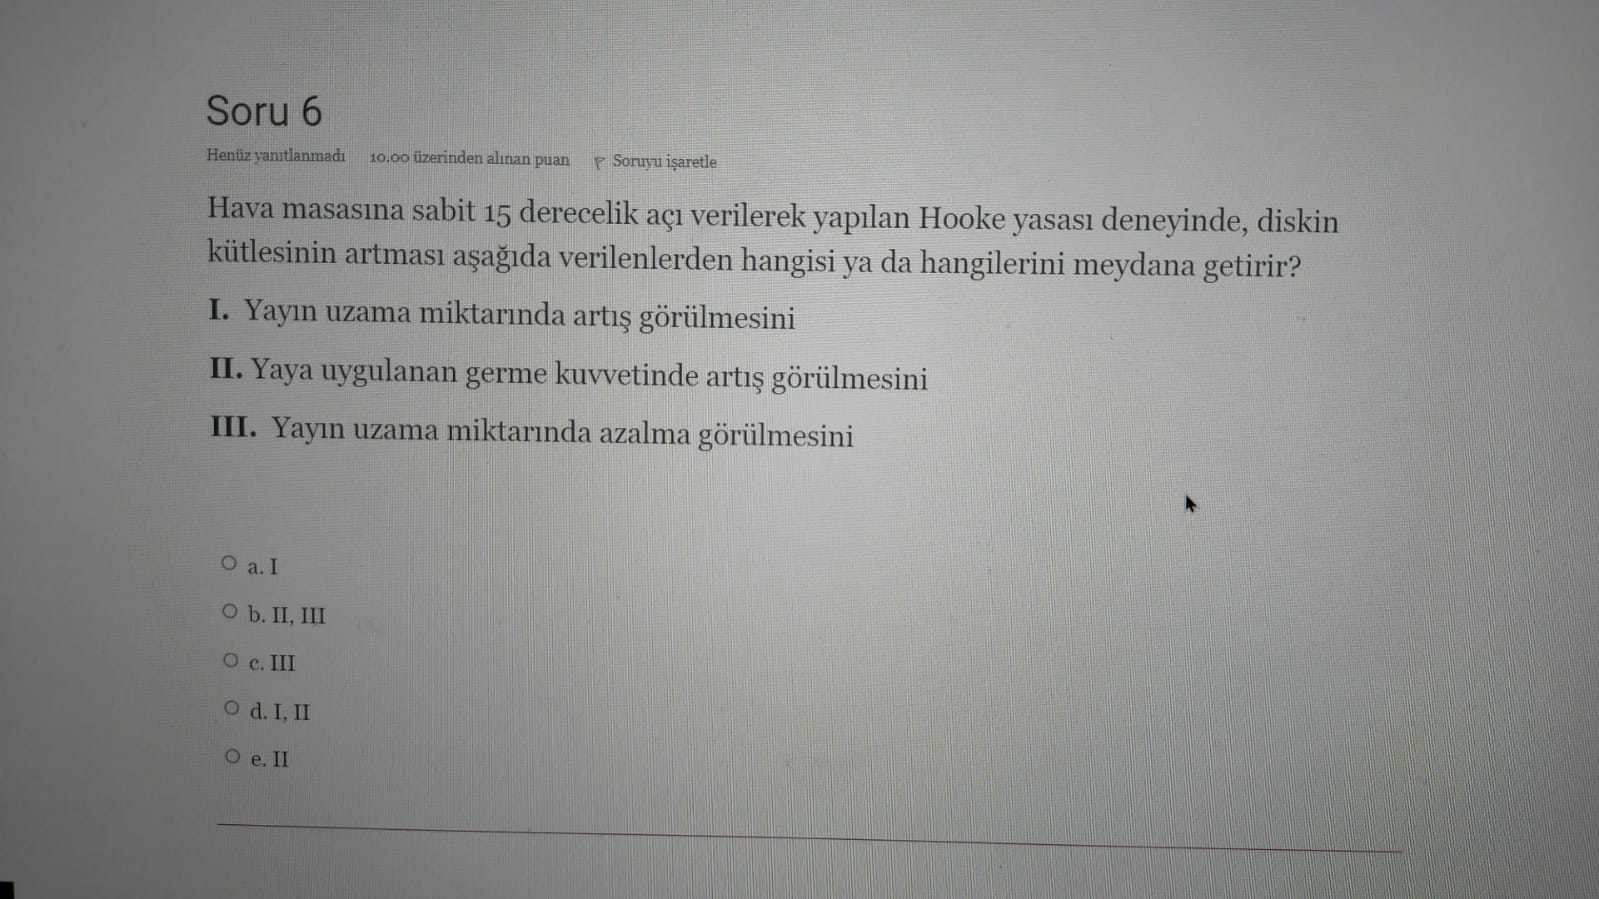 Soru 6
Henüz yanıtlanmadı 10.00 üzerinden alınan puan Soruyu işaretle
Hava masasına sabit 15 derecelik açı verilerek yapılan Hooke yasası deneyinde, diskin
kütlesinin artması aşağıda verilenlerden hangisi ya da hangilerini meydana getirir?
I. Yayın uzama miktarında artış görülmesini
II. Yaya uygulanan germe kuvvetinde artış görülmesini
III. Yayın uzama miktarında azalma görülmesini
a. I
b. II, III
c. III
d. I, II
e. II